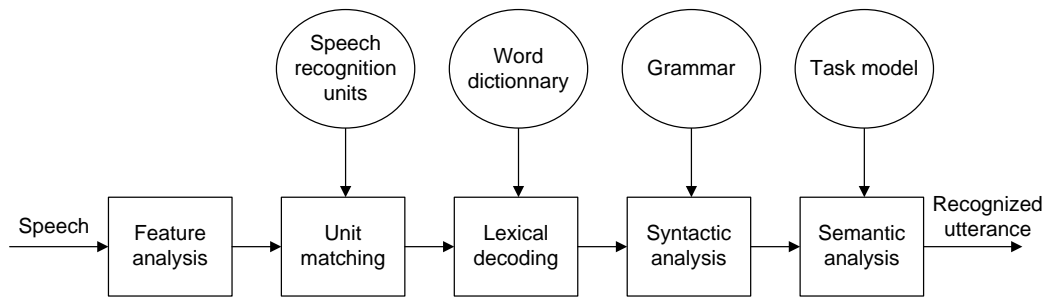 Speech
recognition
units
Word
dictionnary
Grammar
Task model
Speech
Feature
analysis
Unit
matching
Lexical
decoding
Syntactic
analysis
Semantic
analysis
Recognized
utterance